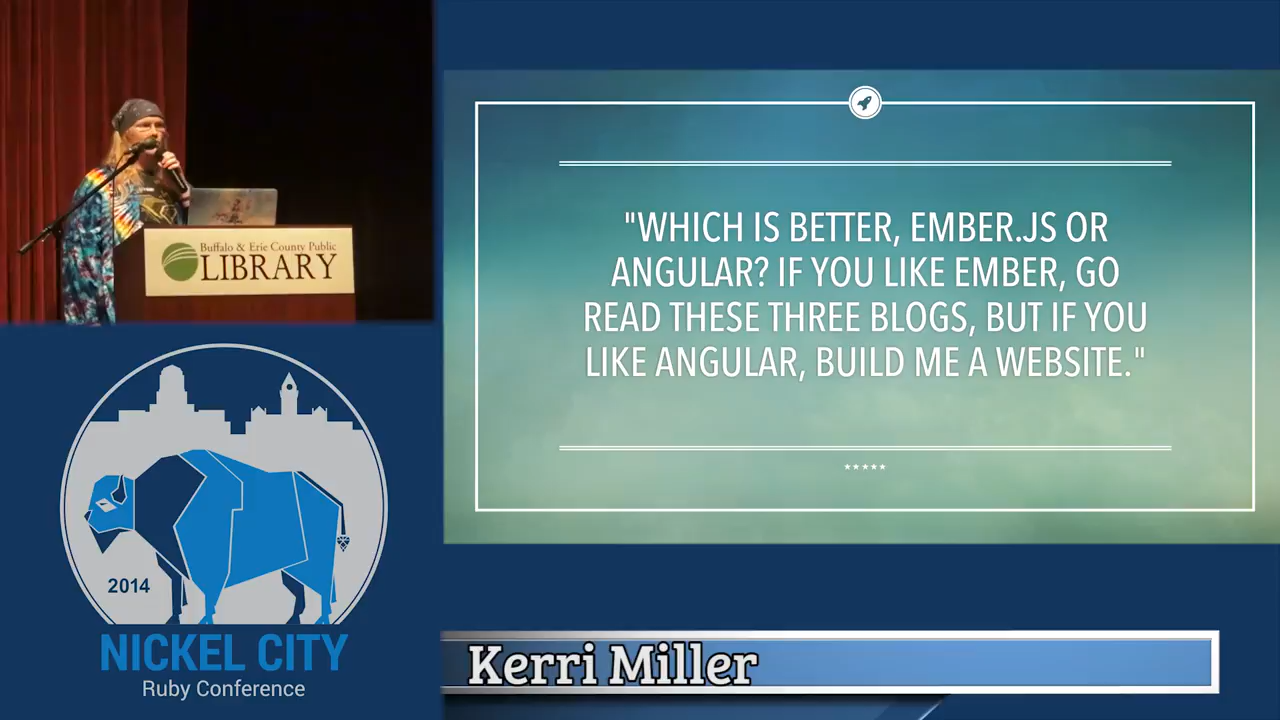 Buffalo & Erie County Public
LIBRARY
"WHICH IS BETTER, EMBER.JS OR
ANGULAR? IF YOU LIKE EMBER, GO
READ THESE THREE BLOGS, BUT IF YOU
LIKE ANGULAR, BUILD ME A WEBSITE."
*****
2014
NICKEL CITY
Ruby Conference
Kerri Miller